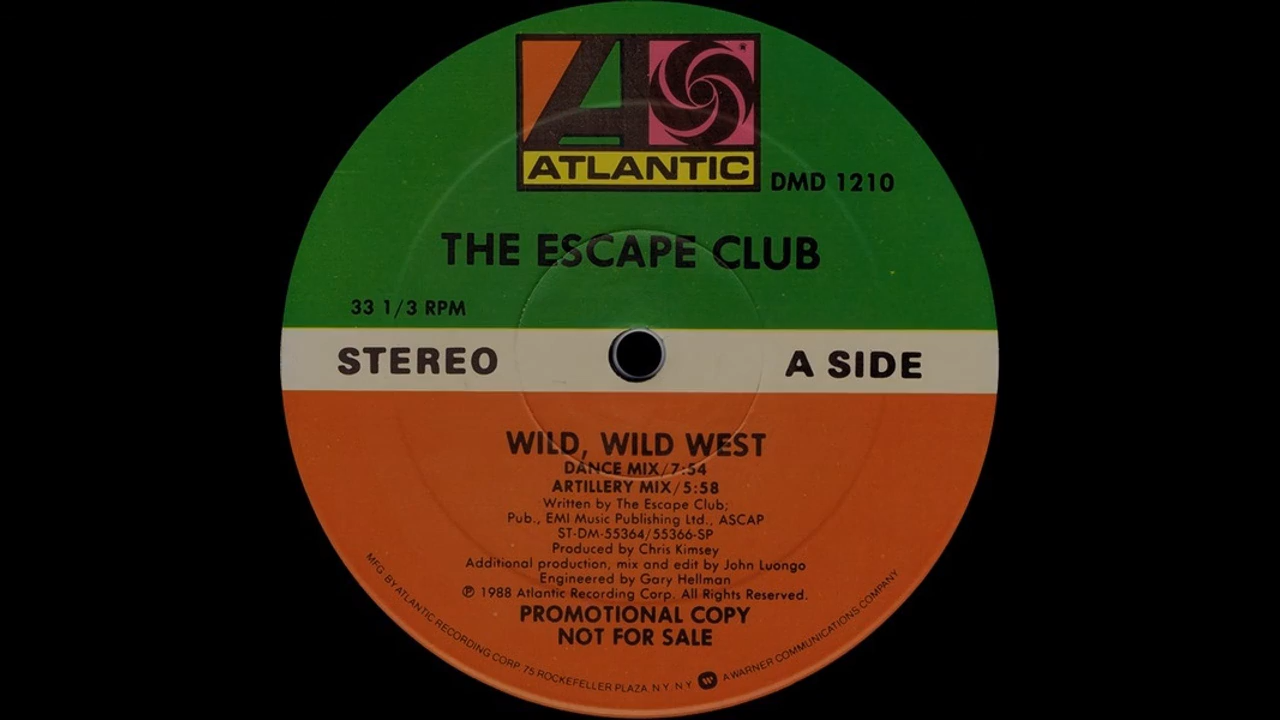 ATLANTIC
DMD 1210
THE ESCAPE CLUB
33 1/3 RPM
STEREO
A SIDE
WILD, WILD WEST
DANCE MIX/7:54
ARTILLERY MIX/5:58
Written by The Escape Club;
Pub., EMI Music Publishing Ltd., ASCAP
ST-DM-55364/55366-SP
Produced by Chris Kimsey
Additional production, mix and edit by John Luongo
Engineered by Gary Hellman
℗ 1988 Atlantic Recording Corp. All Rights Reserved.
PROMOTIONAL COPY
NOT FOR SALE
MFG. BY ATLANTIC RECORDING CORP. 75 ROCKEFELLER PLAZA, N.Y. N.Y. A WARNER COMMUNICATIONS COMPANY